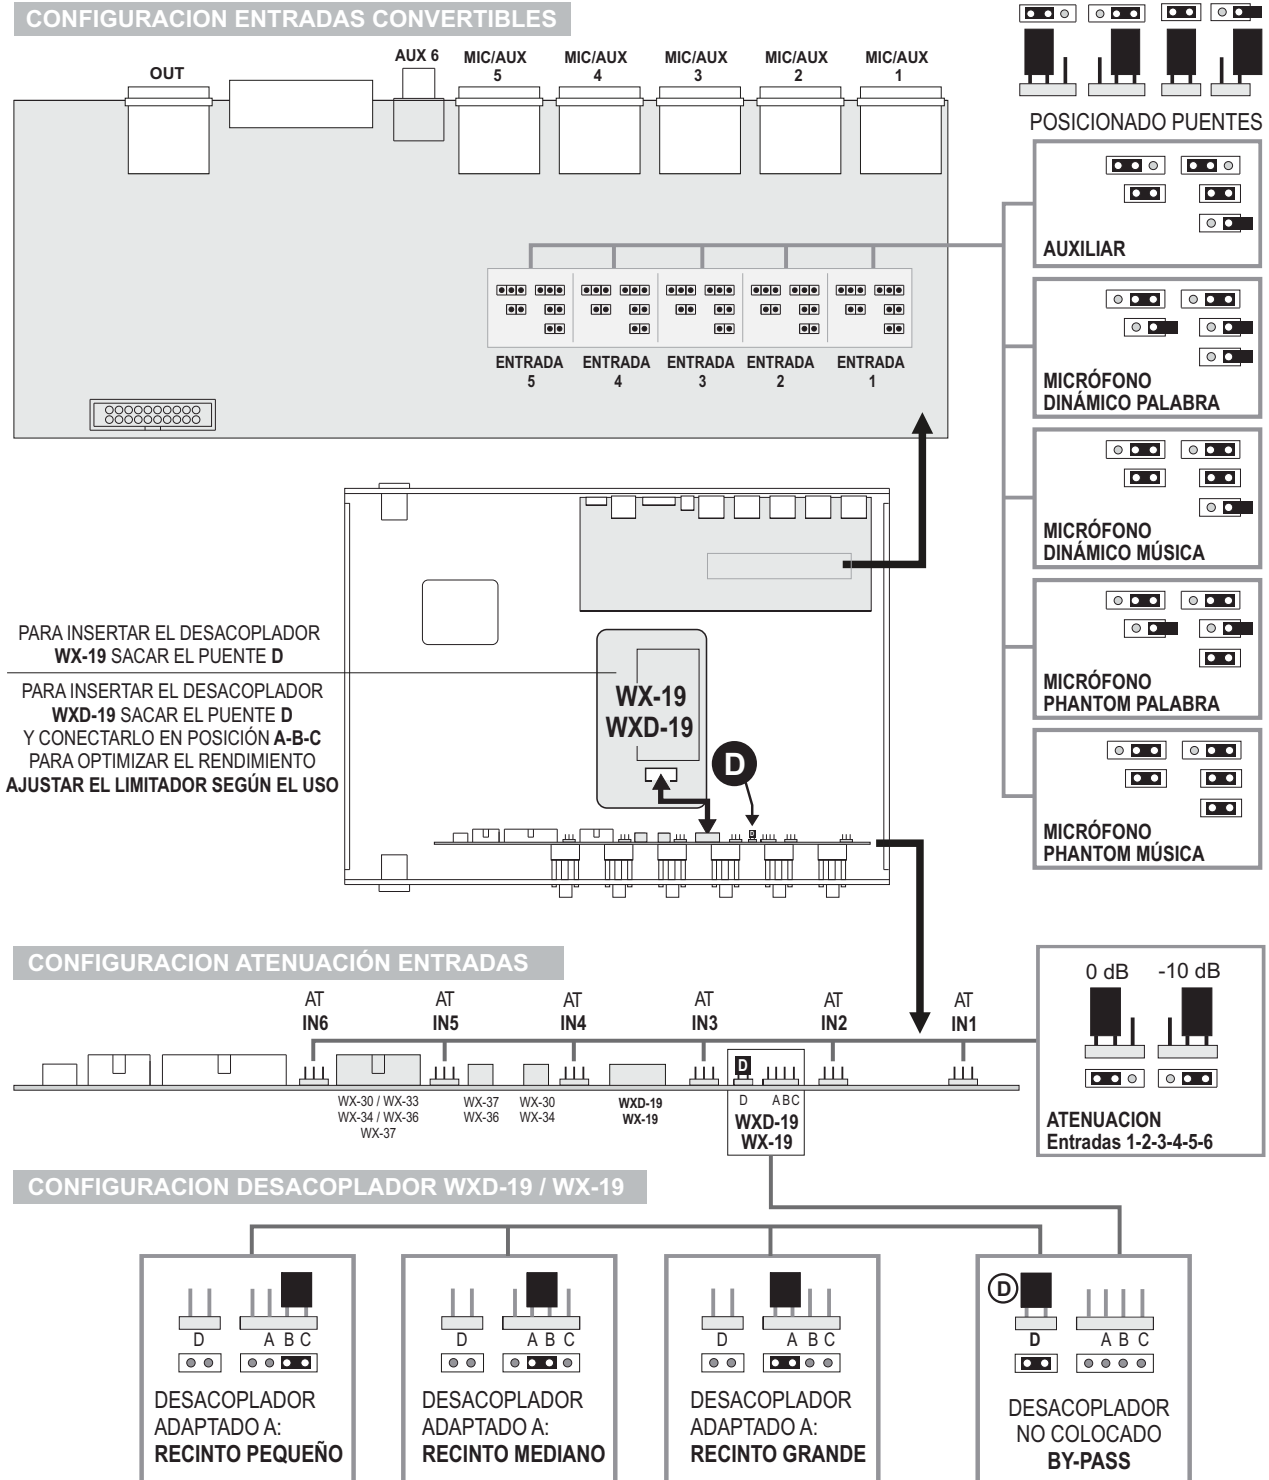 CONFIGURACION ENTRADAS CONVERTIBLES
OUT
AUX 6
MIC/AUX
5
MIC/AUX
4
MIC/AUX
3
MIC/AUX
2
MIC/AUX
1
POSICIONADO PUENTES
AUXILIAR
MICRÓFONO
DINÁMICO PALABRA
MICRÓFONO
DINÁMICO MÚSICA
MICRÓFONO
PHANTOM PALABRA
MICRÓFONO
PHANTOM MÚSICA
ENTRADA
5
ENTRADA
4
ENTRADA
3
ENTRADA
2
ENTRADA
1
PARA INSERTAR EL DESACOPLADOR
WX-19 SACAR EL PUENTE D
PARA INSERTAR EL DESACOPLADOR
WXD-19 SACAR EL PUENTE D
Y CONECTARLO EN POSICIÓN A-B-C
PARA OPTIMIZAR EL RENDIMIENTO
AJUSTAR EL LIMITADOR SEGÚN EL USO
WX-19
WXD-19
D
D
CONFIGURACION ATENUACIÓN ENTRADAS
AT
IN6
AT
IN5
AT
IN4
AT
IN3
AT
IN2
AT
IN1
WX-30 / WX-33
WX-34 / WX-36
WX-37
WX-37
WX-36
WX-30
WX-34
WXD-19
WX-19
D
D ABC
WXD-19
WX-19
0 dB -10 dB
ATENUACION
Entradas 1-2-3-4-5-6
CONFIGURACION DESACOPLADOR WXD-19 / WX-19
D A B C
DESACOPLADOR
ADAPTADO A:
RECINTO PEQUEÑO
D A B C
DESACOPLADOR
ADAPTADO A:
RECINTO MEDIANO
D A B C
DESACOPLADOR
ADAPTADO A:
RECINTO GRANDE
D
D A B C
DESACOPLADOR
NO COLOCADO
BY-PASS